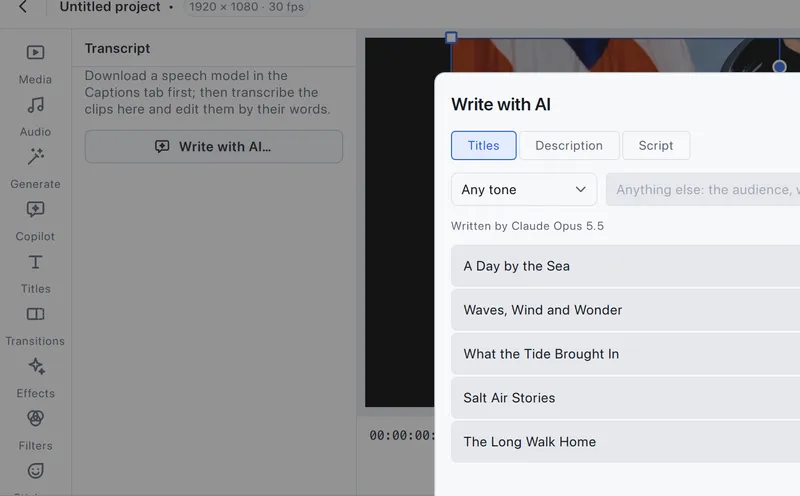 Untitled project • 1920 × 1080 · 30 fps
Media
Audio
Generate
Copilot
Titles
Transitions
Effects
Filters
Transcript
Download a speech model in the
Captions tab first; then transcribe the
clips here and edit them by their words.
Write with AI...
00:00:00:
Write with AI
Titles
Description
Script
Any tone
Anything else: the audience,
Written by Claude Opus 5.5
A Day by the Sea
Waves, Wind and Wonder
What the Tide Brought In
Salt Air Stories
The Long Walk Home